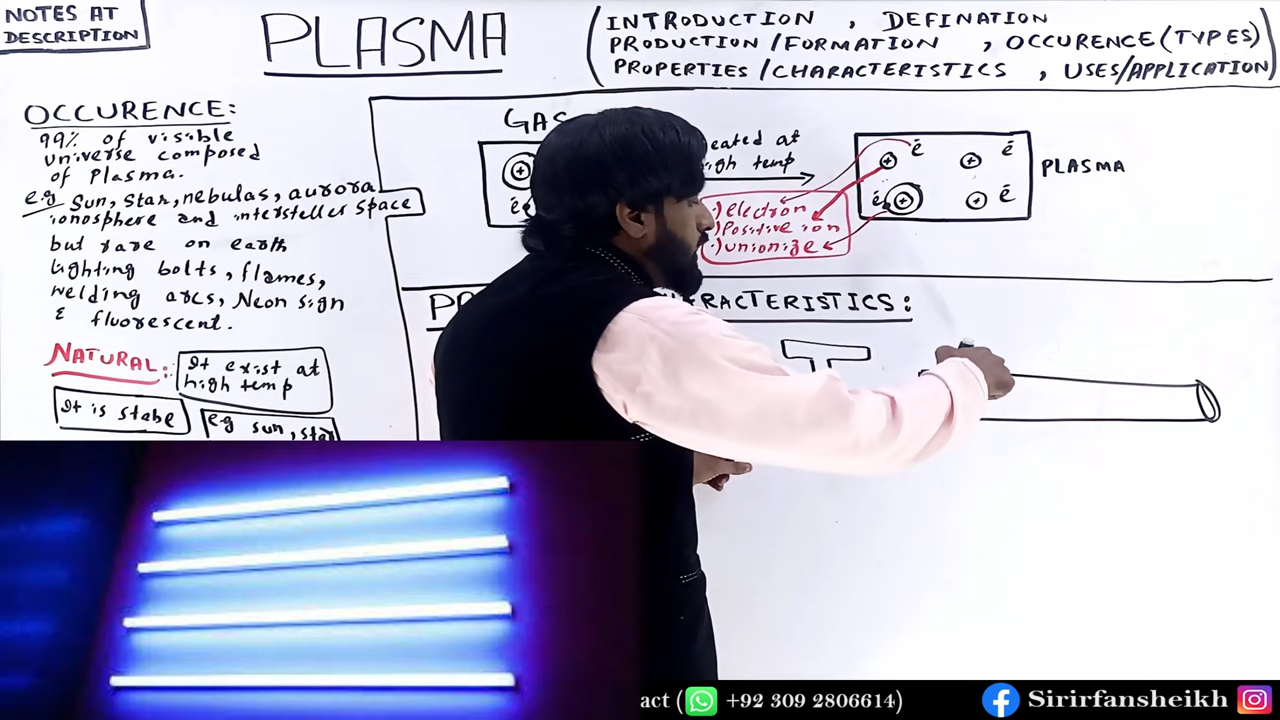 NOTES AT
DESCRIPTION
PLASMA
INTRODUCTION , DEFINATION
PRODUCTION/FORMATION , OCCURENCE(TYPES)
PROPERTIES/CHARACTERISTICS , USES/APPLICATION
OCCURENCE:
99% of visible
universe composed
of Plasma.
eg Sun, Star, nebulas, aurora
ionosphere and interstellar space
but rare on earth
lighting bolts, flames,
welding arcs, Neon sign
& fluorescent.
NATURAL:
It exist at
high temp
It is stabe
eg sun, star
GAS
eated at
igh temp
+
ē
+ ē + ē
ē + + ē
PLASMA
·) electron
·) Positive ion
·) unionize
P ARACTERISTICS:
act ( +92 309 2806614)
Sirirfansheikh